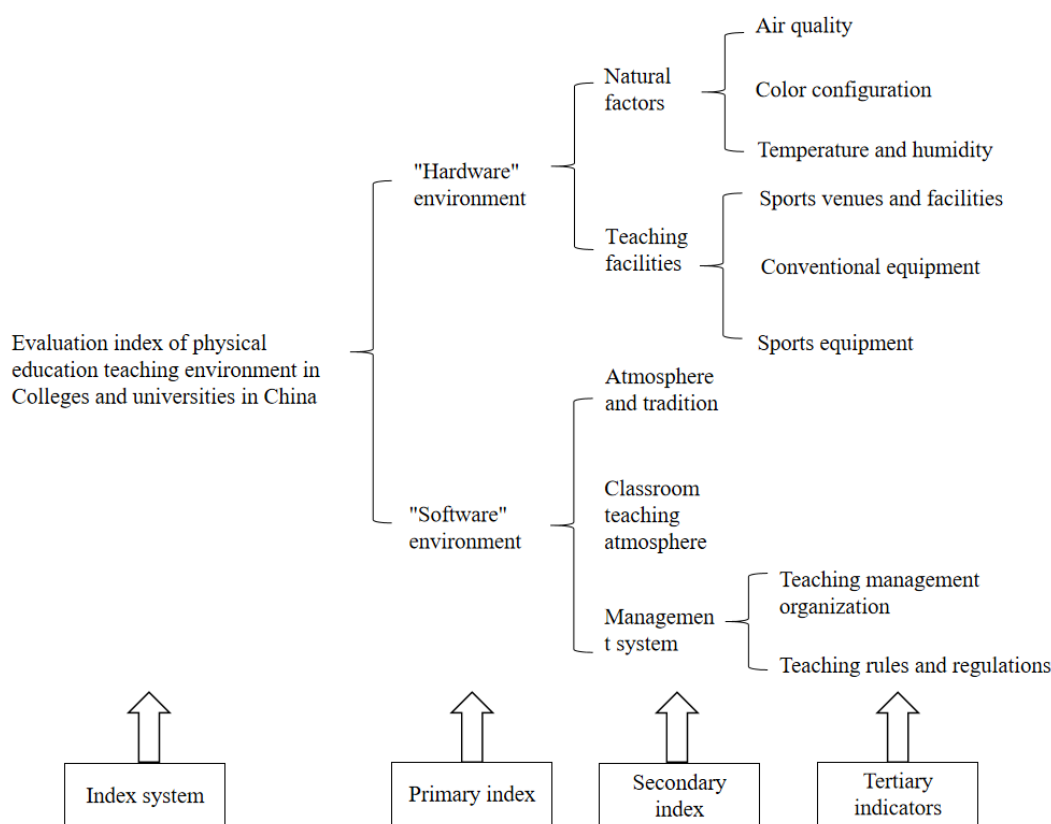 Air quality
Natural
factors
Color configuration
Temperature and humidity
"Hardware"
environment
Sports venues and facilities
Teaching
facilities
Conventional equipment
Sports equipment
Evaluation index of physical
education teaching environment in
Colleges and universities in China
Atmosphere
and tradition
Classroom
teaching
atmosphere
"Software"
environment
Teaching management
organization
Managemen
t system
Teaching rules and regulations
Index system
Primary index
Secondary
index
Tertiary
indicators